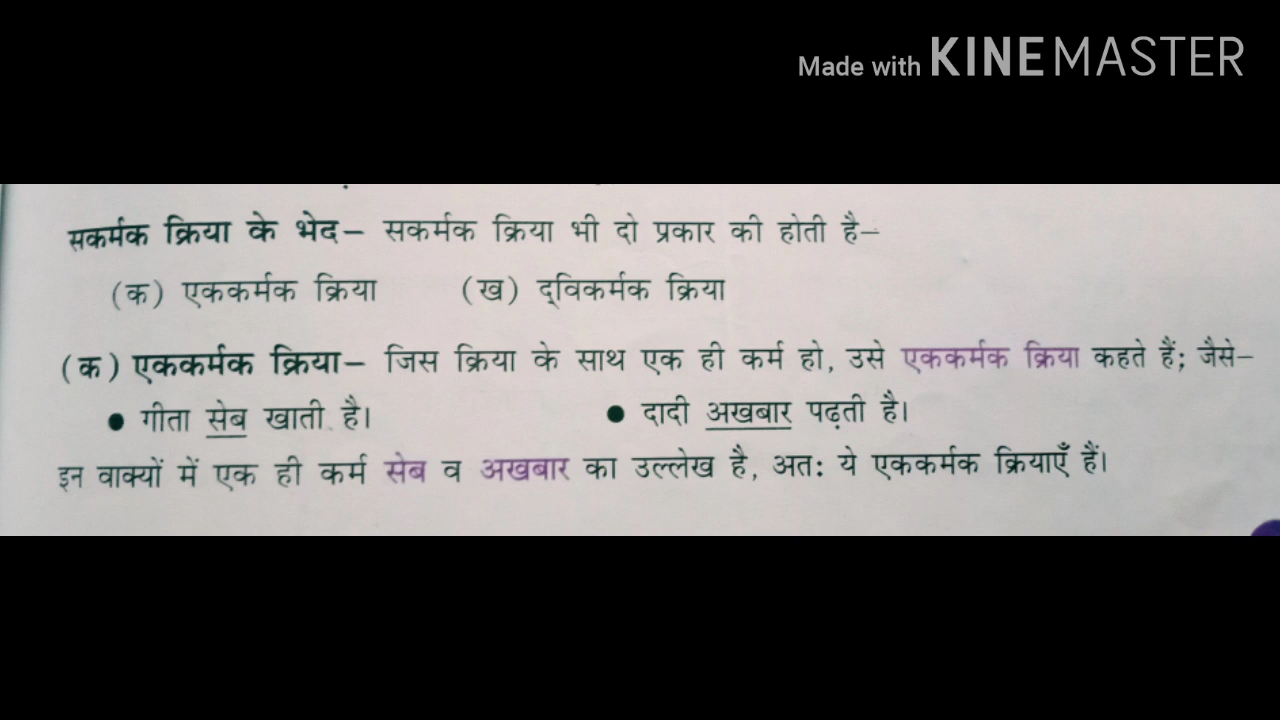 Made with KINEMASTER
सकर्मक क्रिया के भेद– सकर्मक क्रिया भी दो प्रकार की होती है–
(क) एककर्मक क्रिया (ख) द्‌विकर्मक क्रिया
(क) एककर्मक क्रिया– जिस क्रिया के साथ एक ही कर्म हो, उसे एककर्मक क्रिया कहते हैं; जैसे–
● गीता सेब खाती है। ● दादी अखबार पढ़ती है।
इन वाक्यों में एक ही कर्म सेब व अखबार का उल्लेख है, अतः ये एककर्मक क्रियाएँ हैं।